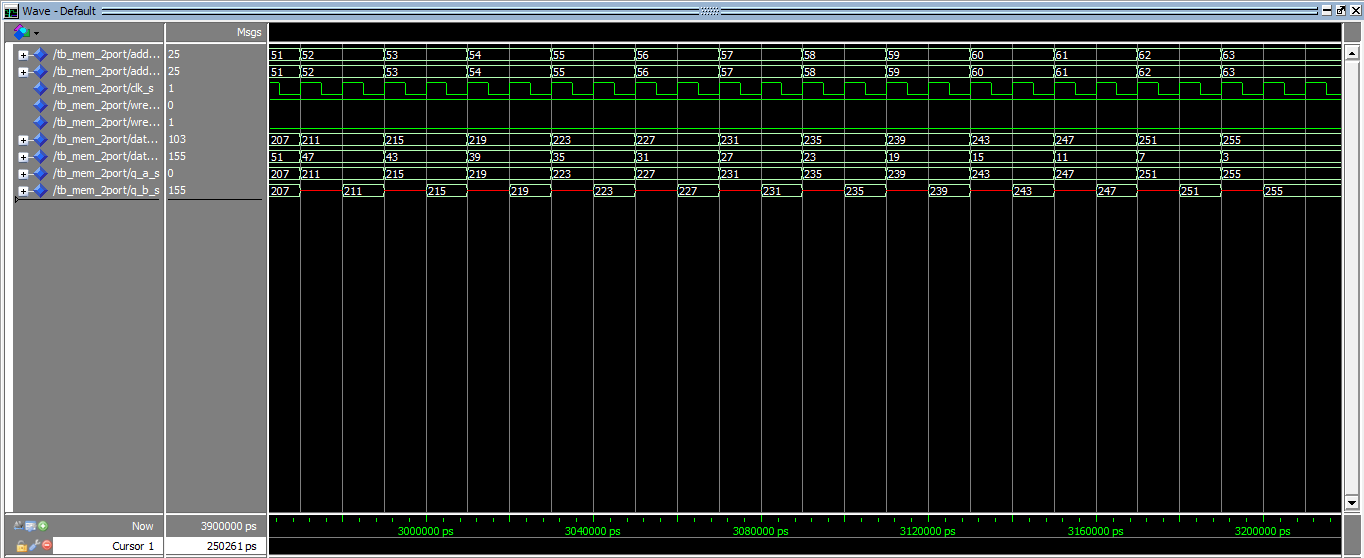 Wave - Default
Msgs
/tb_mem_2port/add... 25 51 52 53 54 55 56 57 58 59 60 61 62 63
/tb_mem_2port/add... 25 51 52 53 54 55 56 57 58 59 60 61 62 63
/tb_mem_2port/clk_s 1
/tb_mem_2port/wre... 0
/tb_mem_2port/wre... 1
/tb_mem_2port/dat... 103 207 211 215 219 223 227 231 235 239 243 247 251 255
/tb_mem_2port/dat... 155 51 47 43 39 35 31 27 23 19 15 11 7 3
/tb_mem_2port/q_a_s 0 207 211 215 219 223 227 231 235 239 243 247 251 255
/tb_mem_2port/q_b_s 155 207 211 215 219 223 227 231 235 239 243 247 251 255
Now 3900000 ps 3000000 ps 3040000 ps 3080000 ps 3120000 ps 3160000 ps 3200000 ps
Cursor 1 250261 ps